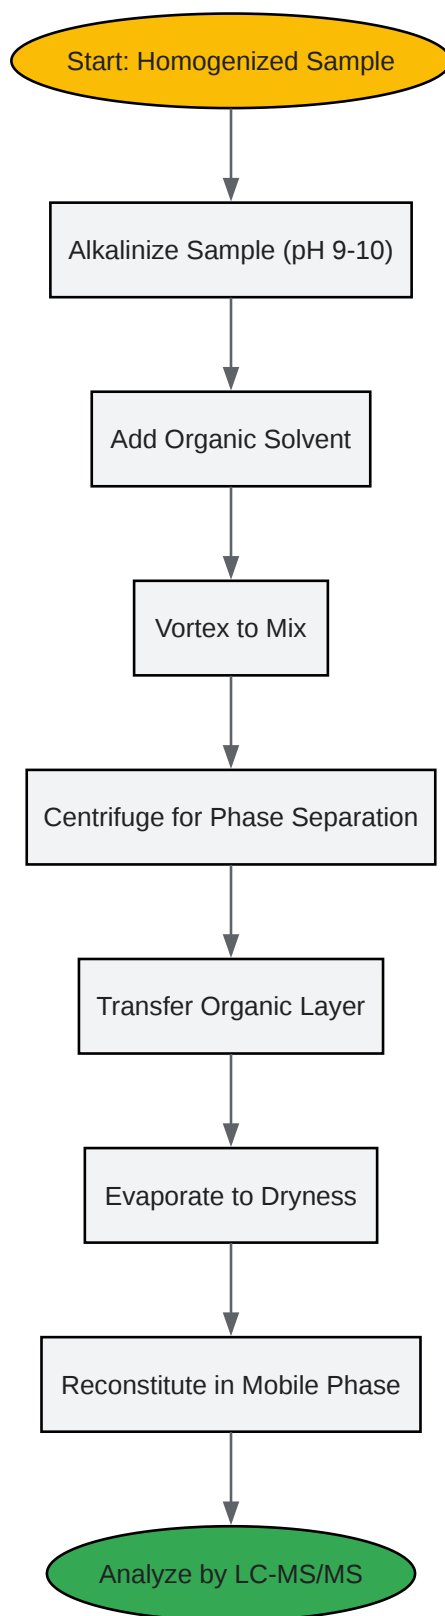 Start: Homogenized Sample
Alkalinize Sample (pH 9-10)
Add Organic Solvent
Vortex to Mix
Centrifuge for Phase Separation
Transfer Organic Layer
Evaporate to Dryness
Reconstitute in Mobile Phase
Analyze by LC-MS/MS